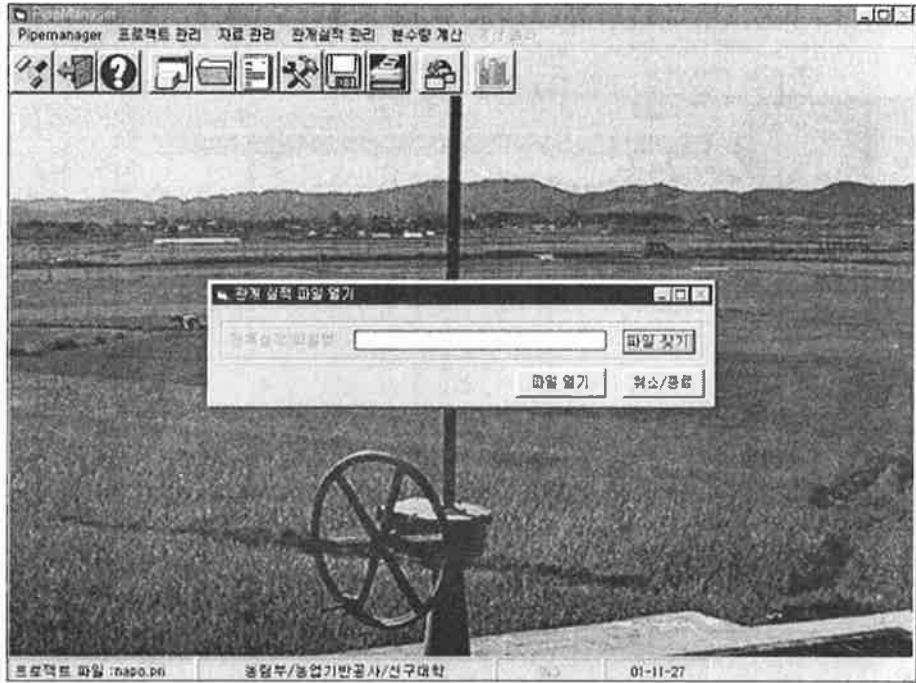 PipeManager
Pipemanager 프로젝트 관리 자료 관리 관개실적 관리 분수량 계산
관개 실적 파일 열기
파일 찾기
파일 열기 취소/종료
프로젝트 파일 :napo.prj 농림부/농업기반공사/신구대학 01-11-27